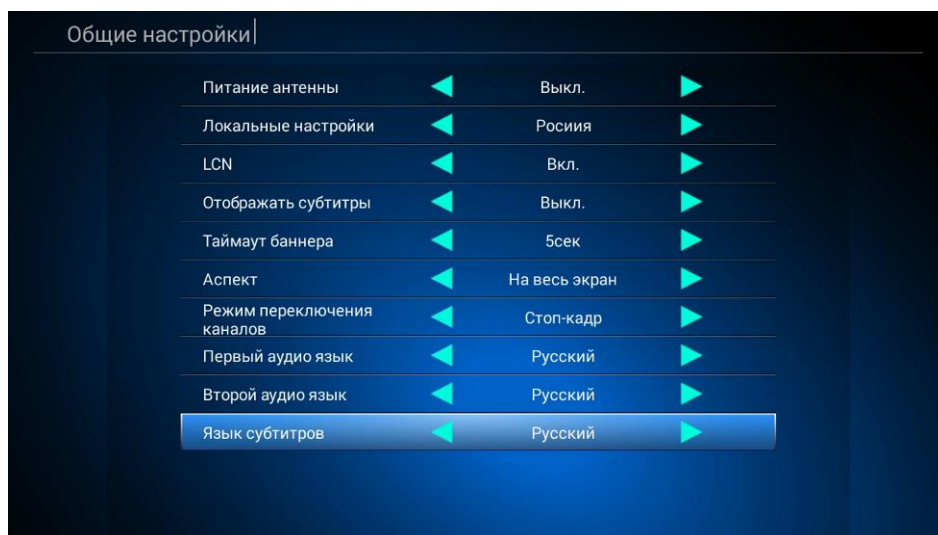 Общие настройки
Питание антенны Выкл.
Локальные настройки Росиия
LCN Вкл.
Отображать субтитры Выкл.
Таймаут баннера 5сек
Аспект На весь экран
Режим переключения
каналов Стоп-кадр
Первый аудио язык Русский
Второй аудио язык Русский
Язык субтитров Русский